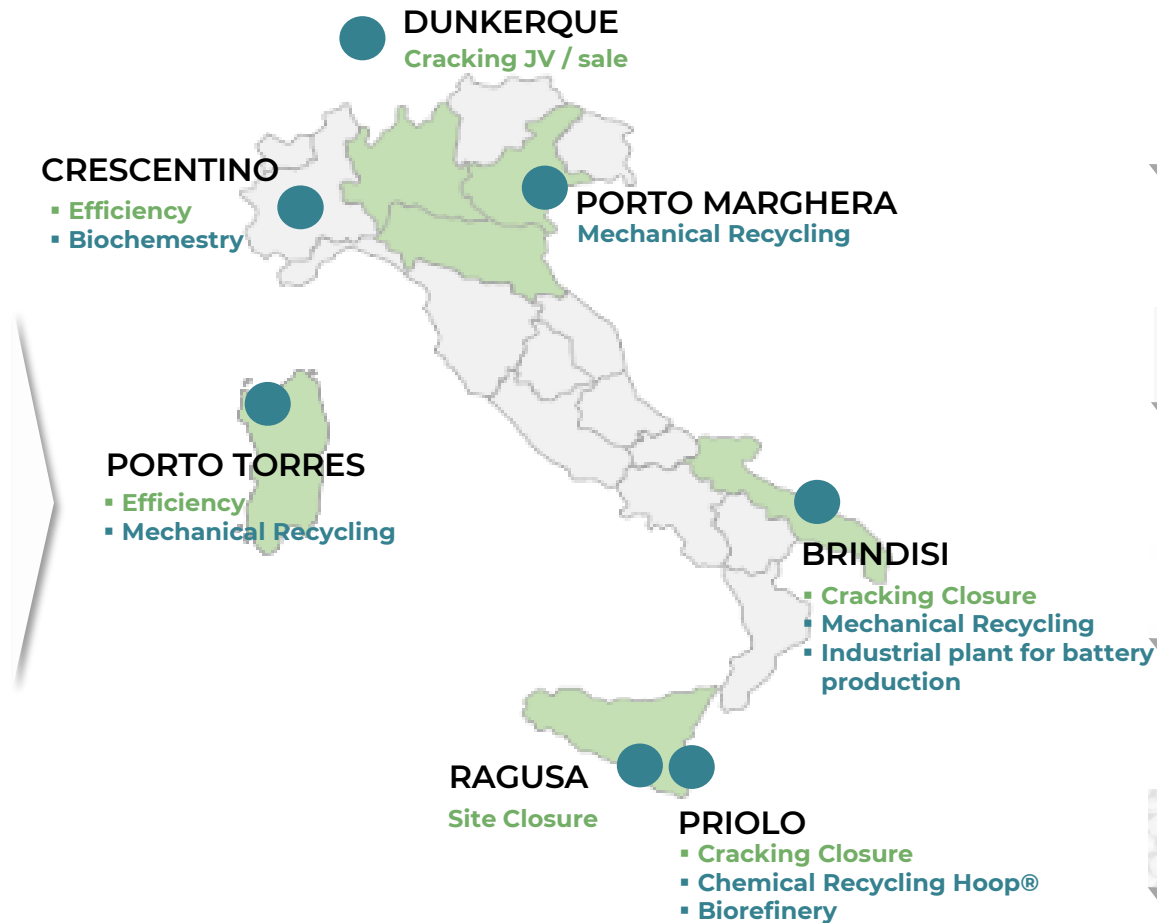 DUNKERQUE
Cracking JV / sale
CRESCENTINO
▪ Efficiency
▪ Biochemestry
PORTO MARGHERA
Mechanical Recycling
PORTO TORRES
▪ Efficiency
▪ Mechanical Recycling
BRINDISI
▪ Cracking Closure
▪ Mechanical Recycling
▪ Industrial plant for battery
production
RAGUSA
Site Closure
PRIOLO
▪ Cracking Closure
▪ Chemical Recycling Hoop®
▪ Biorefinery